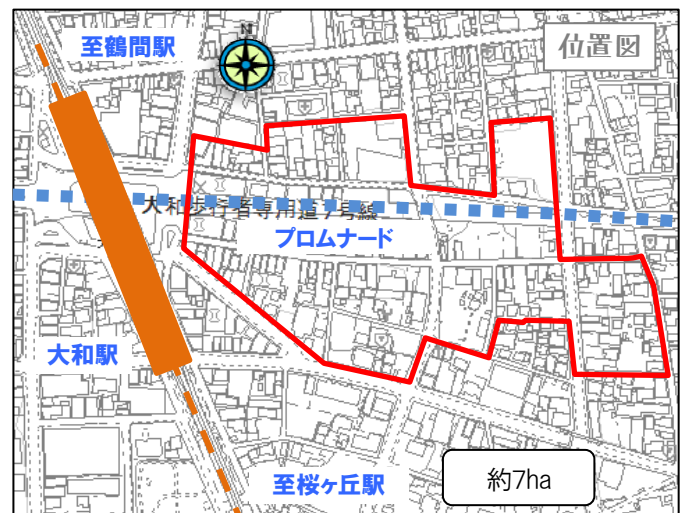 至鶴間駅
N
位置図
大和歩行者専用道7号線
プロムナード
大和駅
至桜ヶ丘駅
約7ha